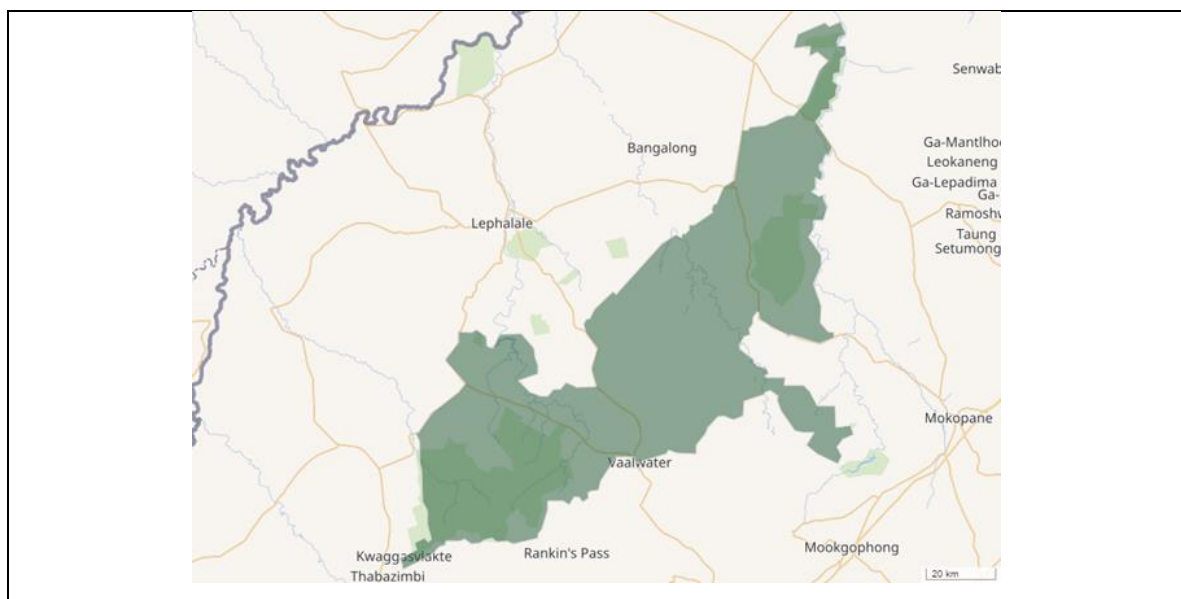 Senwab
Bangalong
Ga-Mantlhoo
Leokaneng
Ga-Lepadima
Ga-
Ramoshw
Lephalale
Taung
Setumong
Mokopane
Vaalwater
Mookgophong
Rankin's Pass
Kwaggasvlakte
Thabazimbi
20 km